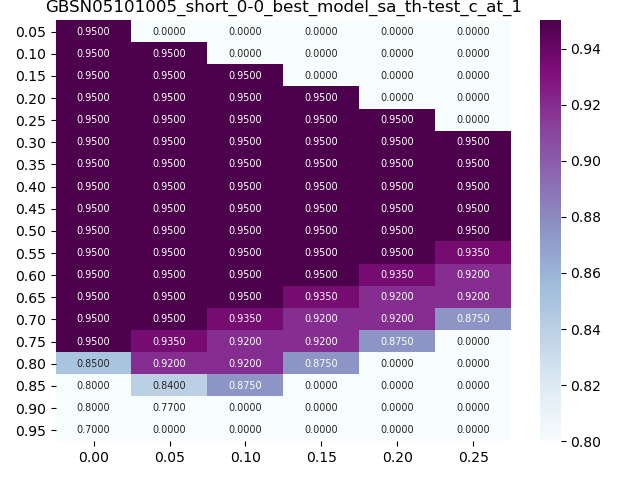 GBSN05101005_short_0-0_best_model_sa_th-test_c_at_1
0.05 0.9500 0.0000 0.0000 0.0000 0.0000 0.0000
0.10 0.9500 0.9500 0.0000 0.0000 0.0000 0.0000
0.15 0.9500 0.9500 0.9500 0.0000 0.0000 0.0000
0.20 0.9500 0.9500 0.9500 0.9500 0.0000 0.0000
0.25 0.9500 0.9500 0.9500 0.9500 0.9500 0.0000
0.30 0.9500 0.9500 0.9500 0.9500 0.9500 0.9500
0.35 0.9500 0.9500 0.9500 0.9500 0.9500 0.9500
0.40 0.9500 0.9500 0.9500 0.9500 0.9500 0.9500
0.45 0.9500 0.9500 0.9500 0.9500 0.9500 0.9500
0.50 0.9500 0.9500 0.9500 0.9500 0.9500 0.9500
0.55 0.9500 0.9500 0.9500 0.9500 0.9500 0.9350
0.60 0.9500 0.9500 0.9500 0.9500 0.9350 0.9200
0.65 0.9500 0.9500 0.9500 0.9350 0.9200 0.9200
0.70 0.9500 0.9500 0.9350 0.9200 0.9200 0.8750
0.75 0.9500 0.9350 0.9200 0.9200 0.8750 0.0000
0.80 0.8500 0.9200 0.9200 0.8750 0.0000 0.0000
0.85 0.8000 0.8400 0.8750 0.0000 0.0000 0.0000
0.90 0.8000 0.7700 0.0000 0.0000 0.0000 0.0000
0.95 0.7000 0.0000 0.0000 0.0000 0.0000 0.0000
0.00 0.05 0.10 0.15 0.20 0.25
0.94
0.92
0.90
0.88
0.86
0.84
0.82
0.80